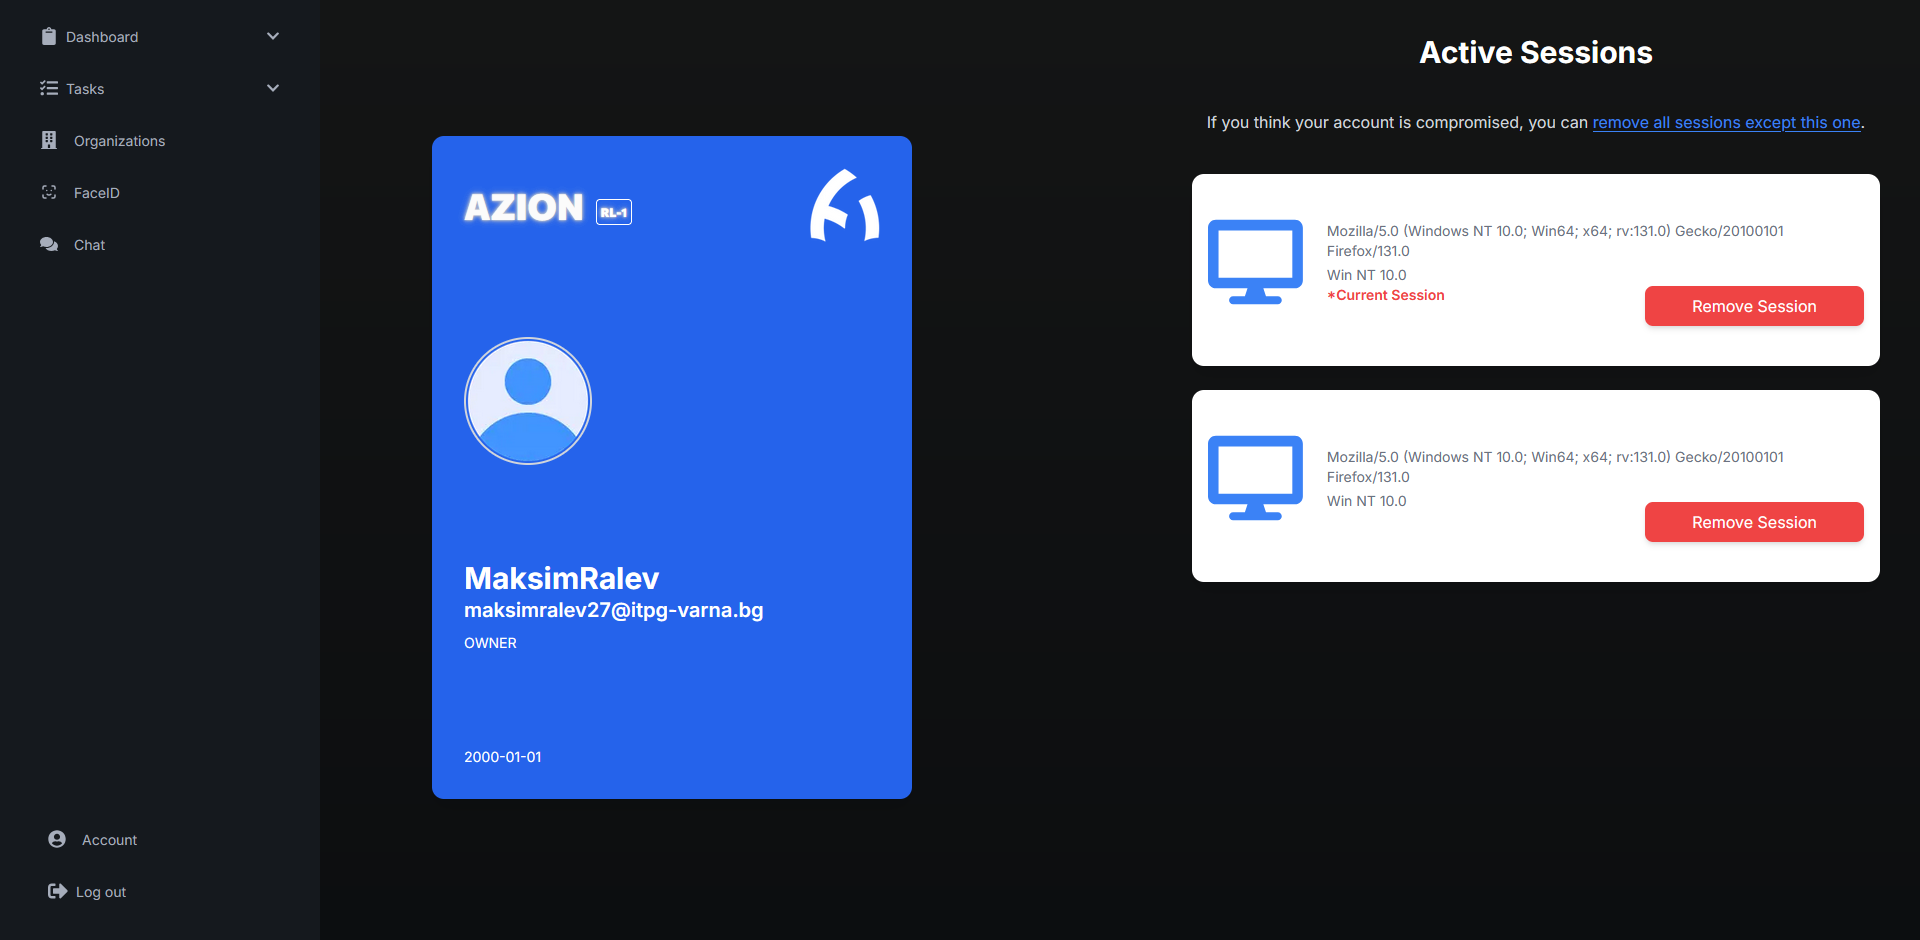 Dashboard
Tasks
Organizations
FaceID
Chat
Account
Log out
AZION RL-1
MaksimRalev
maksimralev27@itpg-varna.bg
OWNER
2000-01-01
Active Sessions
If you think your account is compromised, you can remove all sessions except this one.
Mozilla/5.0 (Windows NT 10.0; Win64; x64; rv:131.0) Gecko/20100101
Firefox/131.0
Win NT 10.0
*Current Session
Remove Session
Mozilla/5.0 (Windows NT 10.0; Win64; x64; rv:131.0) Gecko/20100101
Firefox/131.0
Win NT 10.0
Remove Session